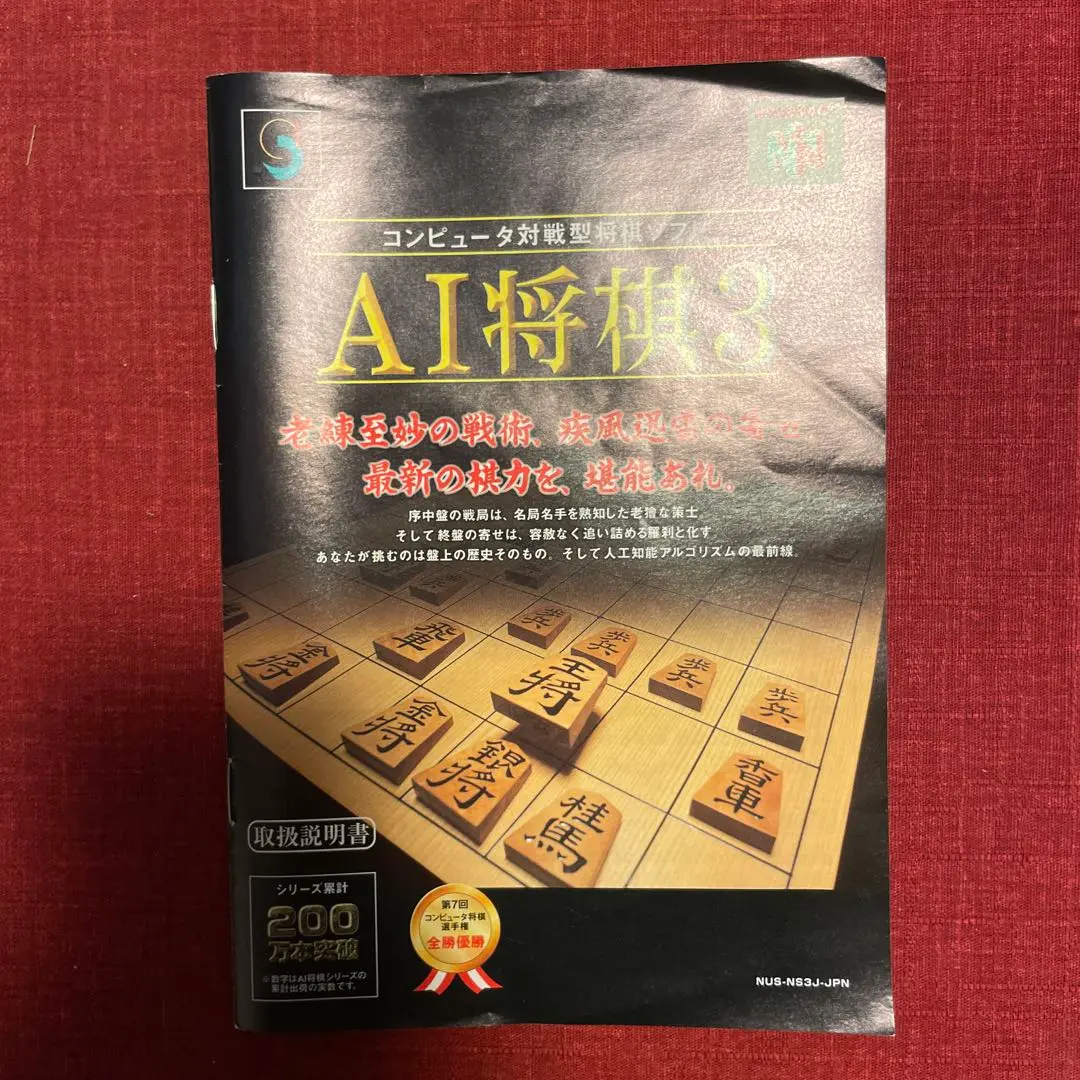 コンピュータ対戦型将棋ソフト
AI将棋3
老練至妙の戦術、疾風迅雷の寄せ
最新の棋力を、堪能あれ。
序中盤の戦局は、名局名手を熟知した老獪な策士
そして終盤の寄せは、容赦なく追い詰める羅刹と化す
あなたが挑むのは盤上の歴史そのもの。そして人工知能アルゴリズムの最前線。
歩兵
飛車
歩兵
金将
王将
歩兵
歩兵
金将
銀将
香車
桂馬
取扱説明書
シリーズ累計
200
万本突破
※数字はAI将棋シリーズの
累計出荷の実数です。
第7回
コンピュータ将棋
選手権
全勝優勝
NUS-NS3J-JPN